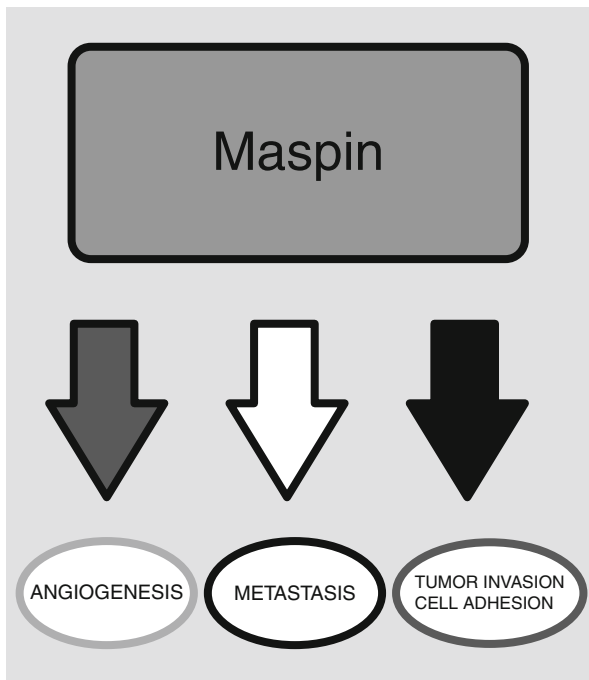 Maspin
ANGIOGENESIS
METASTASIS
TUMOR INVASION
CELL ADHESION